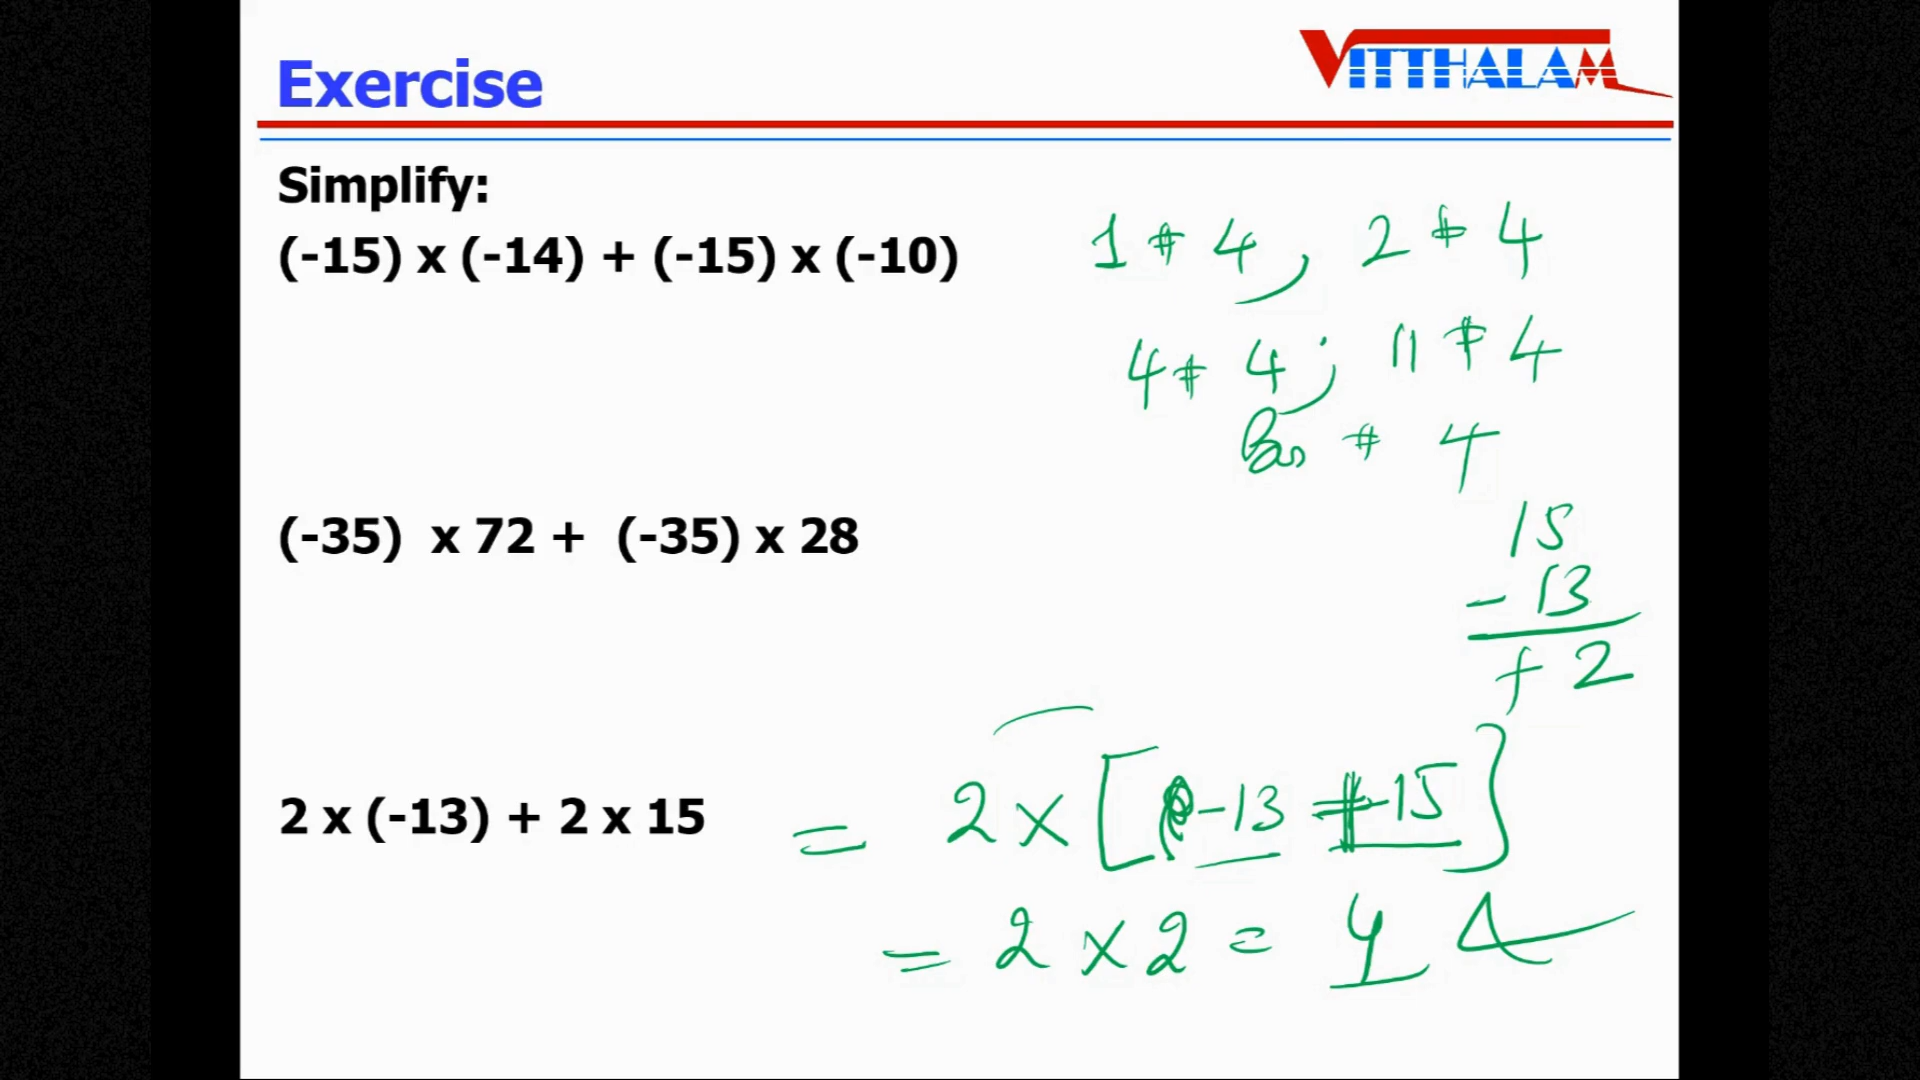 Exercise
VITTHALAM
Simplify:
(-15) x (-14) + (-15) x (-10)
1 ≠ 4, 2 ≠ 4
4 ≠ 4; 11 ≠ 4
≠ 4
(-35) x 72 + (-35) x 28
15
- 13
+ 2
2 x (-13) + 2 x 15 = 2 × [ -13 + 15 ]
= 2 × 2 = 4